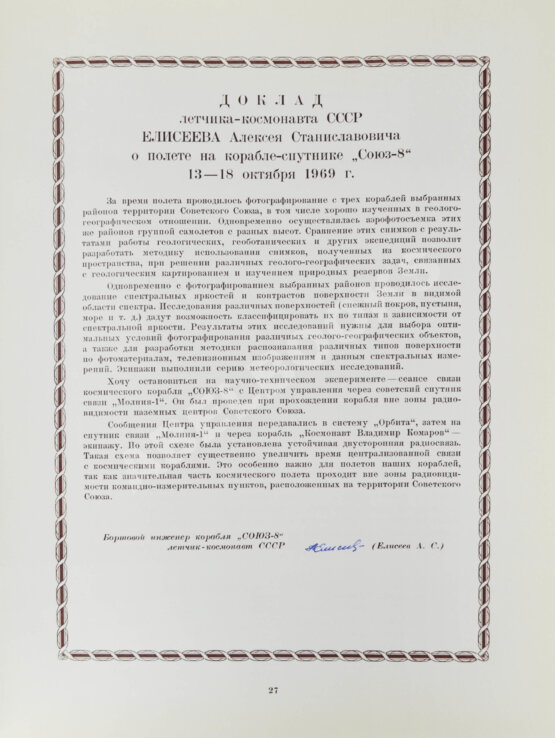 ДОКЛАД
летчика-космонавта СССР
ЕЛИСЕЕВА Алексея Станиславовича
о полете на корабле-спутнике „Союз-8“
13—18 октября 1969 г.
За время полета проводилось фотографирование с трех кораблей выбранных
районов территории Советского Союза, в том числе хорошо изученных в геолого-
географическом отношении. Одновременно осуществлялась аэрофотосъемка этих
же районов группой самолетов с разных высот. Сравнение этих снимков с резуль-
татами работы геологических, геоботанических и других экспедиций позволит
разработать методику использования снимков, полученных из космического
пространства, при решении различных геолого-географических задач, связанных
с геологическим картированием и изучением природных резервов Земли.
Одновременно с фотографированием выбранных районов проводилось иссле-
дование спектральных яркостей и контрастов поверхности Земли в видимой
области спектра. Исследования различных поверхностей (снежный покров, пустыня,
море и т. д.) дадут возможность классифицировать их по типам в зависимости от
спектральной яркости. Результаты этих исследований нужны для выбора опти-
мальных условий фотографирования различных геолого-географических объектов,
а также для разработки методики распознавания различных типов поверхности
по фотоматериалам, телевизионным изображениям и данным спектральных изме-
рений. Экипажи выполнили серию метеорологических исследований.
Хочу остановиться на научно-техническом эксперименте — сеансе связи
космического корабля „СОЮЗ-8“ с Центром управления через советский спутник
связи „Молния-1“. Он был проведен при прохождении корабля вне зоны радио-
видимости наземных центров Советского Союза.
Сообщения Центра управления передавались в систему „Орбита“, затем на
спутник связи „Молния-1“ и через корабль „Космонавт Владимир Комаров“ —
экипажу. По этой схеме была установлена устойчивая двусторонняя радиосвязь.
Такая схема позволяет существенно увеличить время централизованной связи
с космическими кораблями. Это особенно важно для полетов наших кораблей,
так как значительная часть космического полета проходит вне зоны радиовиди-
мости командно-измерительных пунктов, расположенных на территории Советского
Союза.
Бортовой инженер корабля „СОЮЗ-8“
летчик-космонавт СССР
(Елисеев А. С.)
27